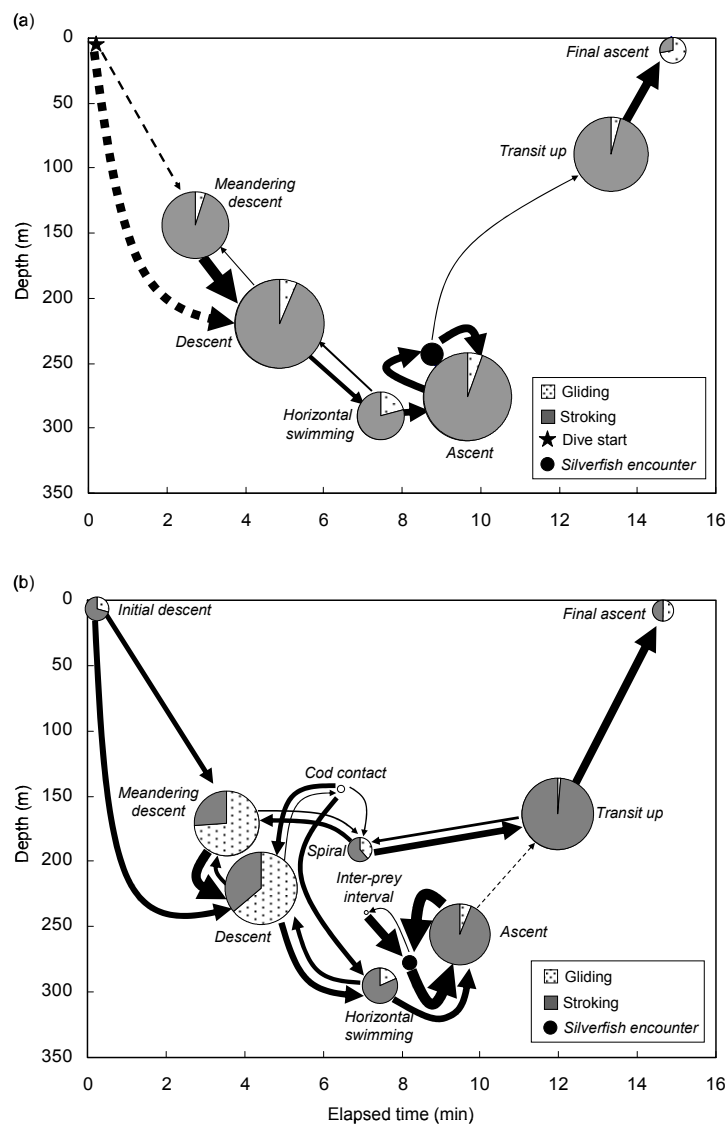 (a)
0
50
100
150
200
250
300
350
Depth (m)
0 2 4 6 8 10 12 14 16
Final ascent
Transit up
Meandering
descent
Descent
Horizontal
swimming
Ascent
Gliding
Stroking
Dive start
Silverfish encounter
(b)
0
50
100
150
200
250
300
350
Depth (m)
0 2 4 6 8 10 12 14 16
Elapsed time (min)
Initial descent
Final ascent
Cod contact
Meandering
descent
Spiral
Transit up
Inter-prey
interval
Descent
Ascent
Horizontal
swimming
Gliding
Stroking
Silverfish encounter